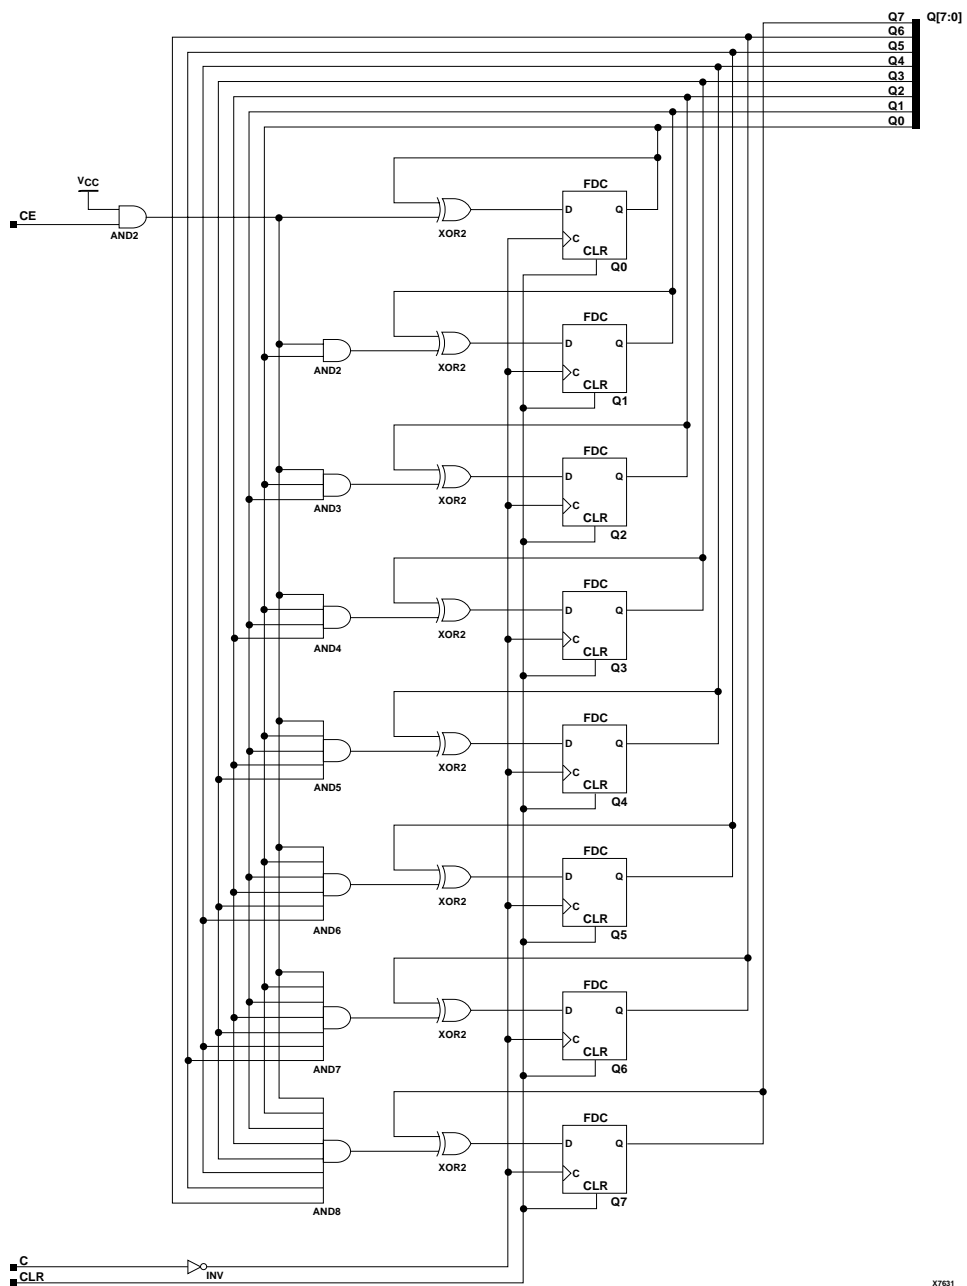 Q7
Q[7:0]
Q6
Q5
Q4
Q3
Q2
Q1
Q0
VCC
CE
AND2
XOR2
FDC
D
Q
C
CLR
Q0
AND2
XOR2
FDC
D
Q
C
CLR
Q1
AND3
XOR2
FDC
D
Q
C
CLR
Q2
AND4
XOR2
FDC
D
Q
C
CLR
Q3
AND5
XOR2
FDC
D
Q
C
CLR
Q4
AND6
XOR2
FDC
D
Q
C
CLR
Q5
AND7
XOR2
FDC
D
Q
C
CLR
Q6
AND8
XOR2
FDC
D
Q
C
CLR
Q7
C
INV
CLR
X7631